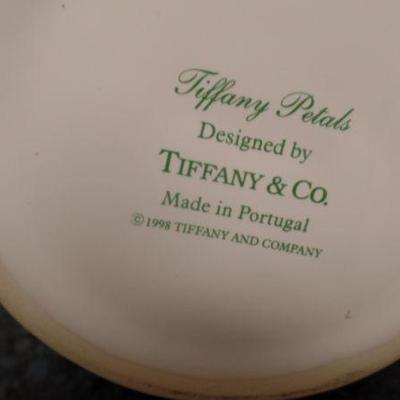 Tiffany Petals
Designed by
TIFFANY & CO.
Made in Portugal
© 1998 TIFFANY AND COMPANY